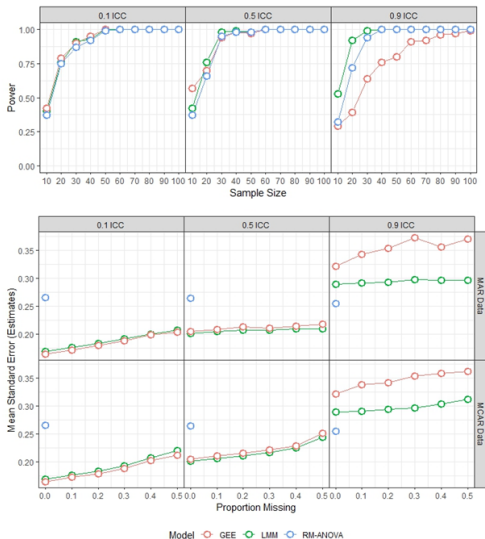 0.1 ICC 0.5 ICC 0.9 ICC
1.00
0.75
0.50
0.25
0.00
Power
10 20 30 40 50 60 70 80 90 100 10 20 30 40 50 60 70 80 90 100 10 20 30 40 50 60 70 80 90 100
Sample Size
0.1 ICC 0.5 ICC 0.9 ICC
0.35
0.30
0.25
0.20
MAR Data
0.35
0.30
0.25
0.20
MCAR Data
Mean Standard Error (Estimates)
0.0 0.1 0.2 0.3 0.4 0.5 0.0 0.1 0.2 0.3 0.4 0.5 0.0 0.1 0.2 0.3 0.4 0.5
Proportion Missing
Model GEE LMM RM-ANOVA